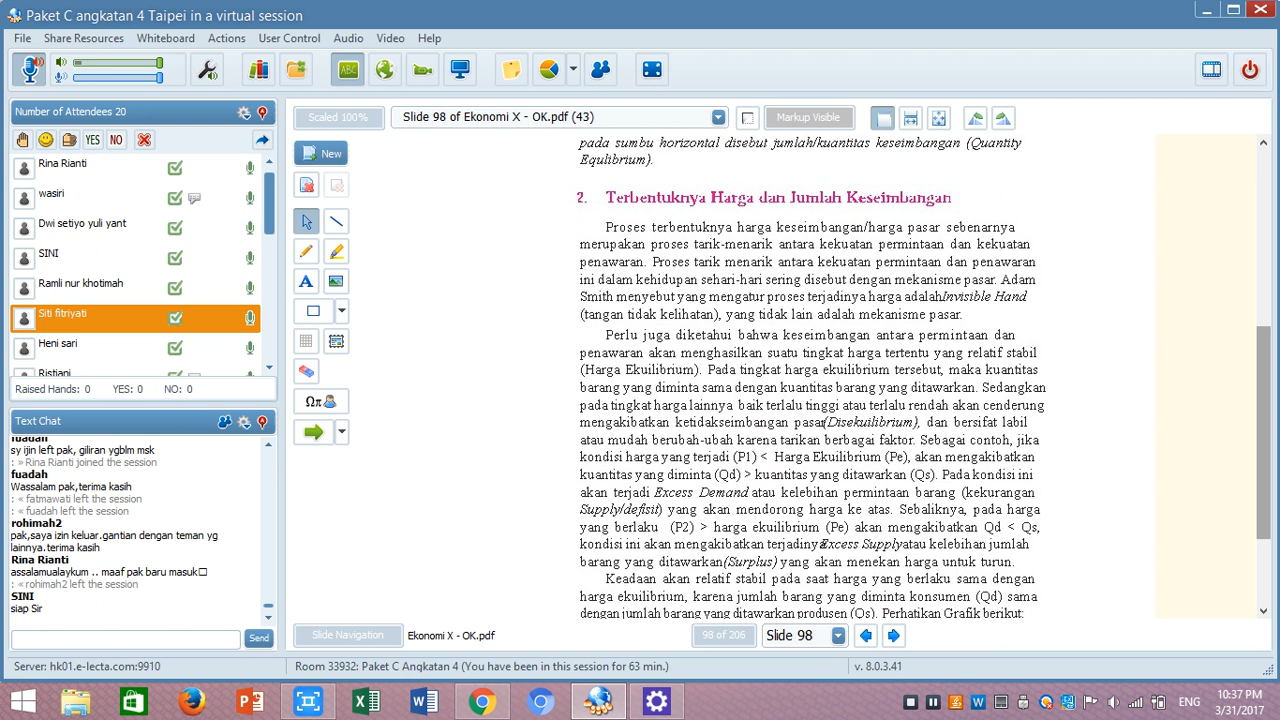 Paket C angkatan 4 Taipei in a virtual session
File Share Resources Whiteboard Actions User Control Audio Video Help
ABC
Number of Attendees 20
YES NO
Rina Rianti
wasiri
Dwi setiyo yuli yant
SINI
Ramli nur khotimah
Siti fitriyati
Heni sari
Ristiani
Raised Hands: 0 YES: 0 NO: 0
Text Chat
fuadah
sy ijin left pak, giliran ygblm msk
: « Rina Rianti joined the session
fuadah
Wassalam pak,terima kasih
: « fatmawati left the session
: « fuadah left the session
rohimah2
pak,saya izin keluar.gantian dengan teman yg
lainnya.terima kasih
Rina Rianti
assalamualaykum .. maaf pak baru masuk
: « rohimah2 left the session
SINI
siap Sir
Send
Scaled 100%
Slide 98 of Ekonomi X - OK.pdf (43)
Markup Visible
New
A
Ωπ
pada sumbu horizontal disebut jumlah/kuantitas keseimbangan (Quantity
Equlibrium).
2. Terbentuknya Harga dan Jumlah Keseimbangan
Proses terbentuknya harga keseimbangan/harga pasar sebenarnya
merupakan proses tarik-menarik antara kekuatan permintaan dan kekuatan
penawaran. Proses tarik menarik antara kekuatan permintaan dan penawaran
ini dalam kehidupan sehari-hari sering disebut dengan mekanisme pasar. Adam
Smith menyebut yang mengatur proses terjadinya harga adalah Invisible Hand
(tangan tidak kelihatan), yang tidak lain adalah mekanisme pasar.
Perlu juga diketahui bahwa keseimbangan antara permintaan dan
penawaran akan menghasilkan suatu tingkat harga tertentu yang relatif stabil
(Harga Ekuilibrium). Pada tingkat harga ekuilibrium tersebut, maka kuantitas
barang yang diminta sama dengan kuantitas barang yang ditawarkan. Sedangkan
pada tingkat harga lainnya baik terlalu tinggi atau terlalu rendah akan cenderung
mengakibatkan ketidakseimbangan pasar (Disekuilibrium), dan bersifat labil
atau mudah berubah-ubah karena tarikan berbagai faktor. Sebagai contoh, jika
kondisi harga yang terjadi (P1) < Harga Ekuilibrium (Pe), akan mengakibatkan
kuantitas yang diminta (Qd) > kuantitas yang ditawarkan (Qs). Pada kondisi ini
akan terjadi Excess Demand atau kelebihan permintaan barang (kekurangan
Supply/defisit) yang akan mendorong harga ke atas. Sebaliknya, pada harga
yang berlaku (P2) > harga ekuilibrium (Pe) akan mengakibatkan Qd < Qs,
kondisi ini akan mengakibatkan terjadinya Excess Supply atau kelebihan jumlah
barang yang ditawarkan (Surplus) yang akan menekan harga untuk turun.
Keadaan akan relatif stabil pada saat harga yang berlaku sama dengan
harga ekuilibrium, karena jumlah barang yang diminta konsumen (Qd) sama
dengan jumlah barang yang ditawarkan produsen (Qs). Perhatikan Grafik berikut:
Slide Navigation Ekonomi X - OK.pdf 98 of 206 Slide 98
Server: hk01.e-lecta.com:9910 Room 33932: Paket C Angkatan 4 (You have been in this session for 63 min.) v. 8.0.3.41
ENG
10:37 PM
3/31/2017